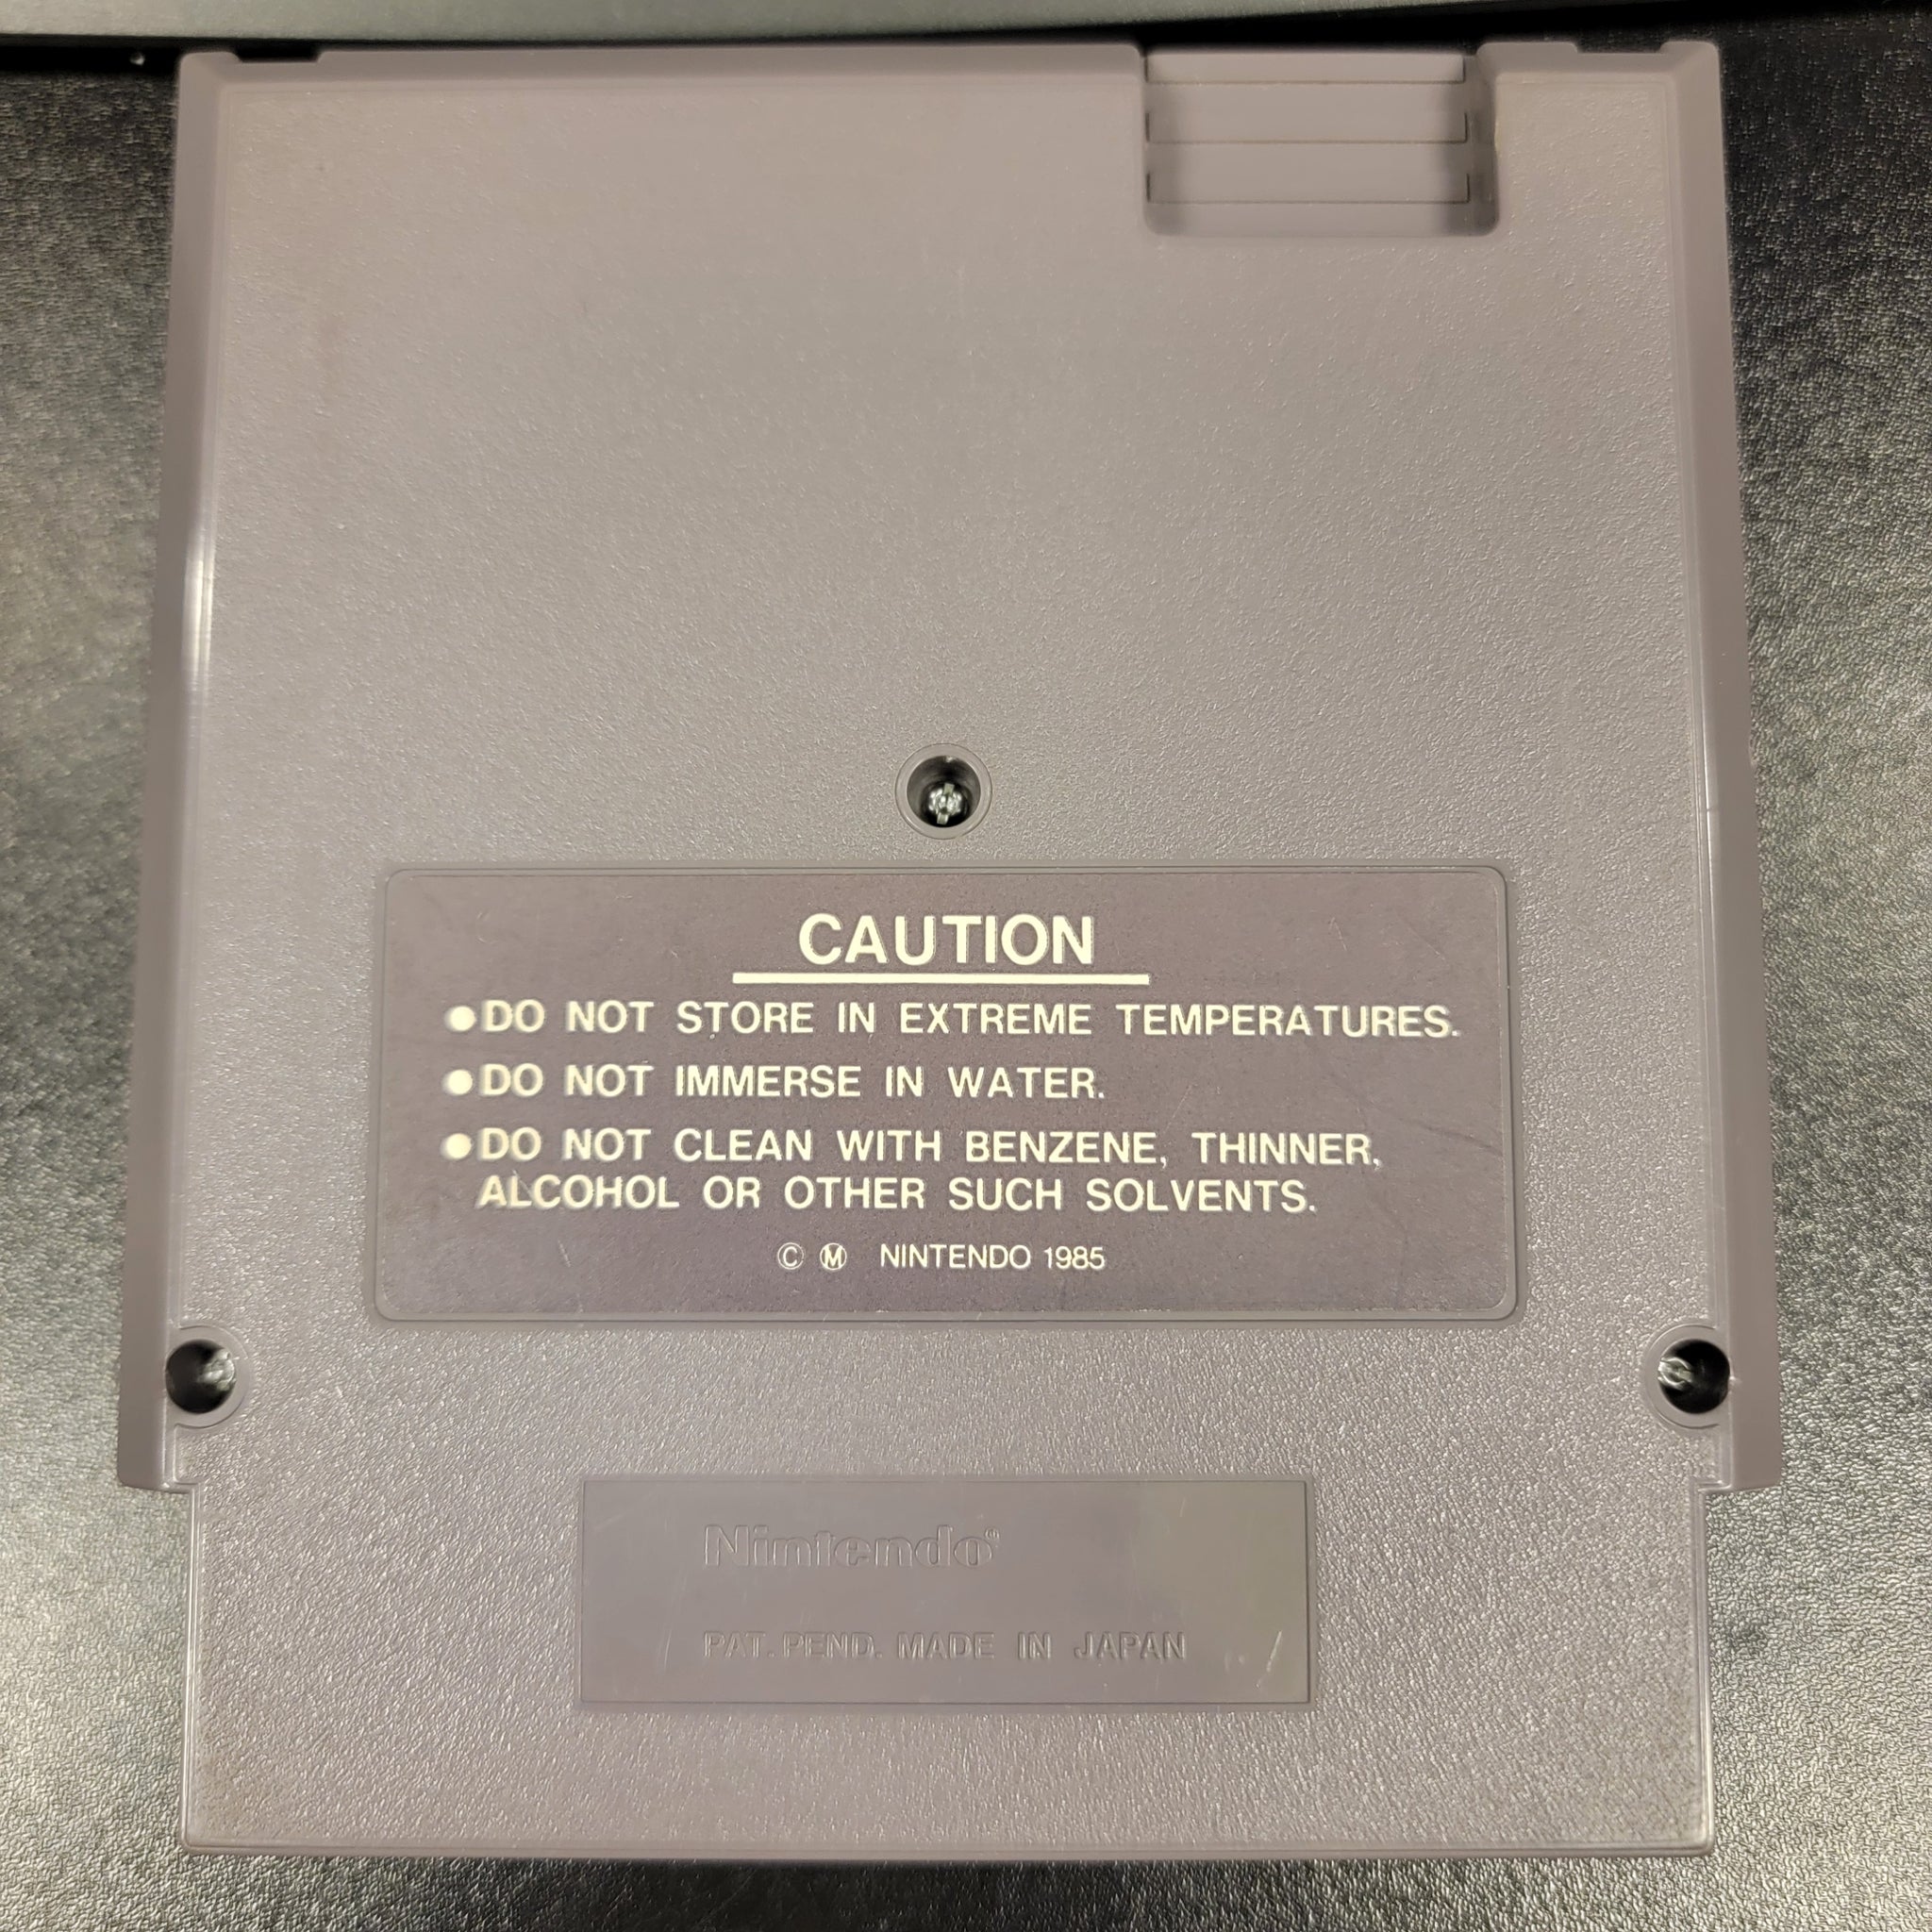 CAUTION
●DO NOT STORE IN EXTREME TEMPERATURES.
●DO NOT IMMERSE IN WATER.
●DO NOT CLEAN WITH BENZENE, THINNER,
ALCOHOL OR OTHER SUCH SOLVENTS.
Ⓒ Ⓜ NINTENDO 1985
Nintendo®
PAT. PEND. MADE IN JAPAN